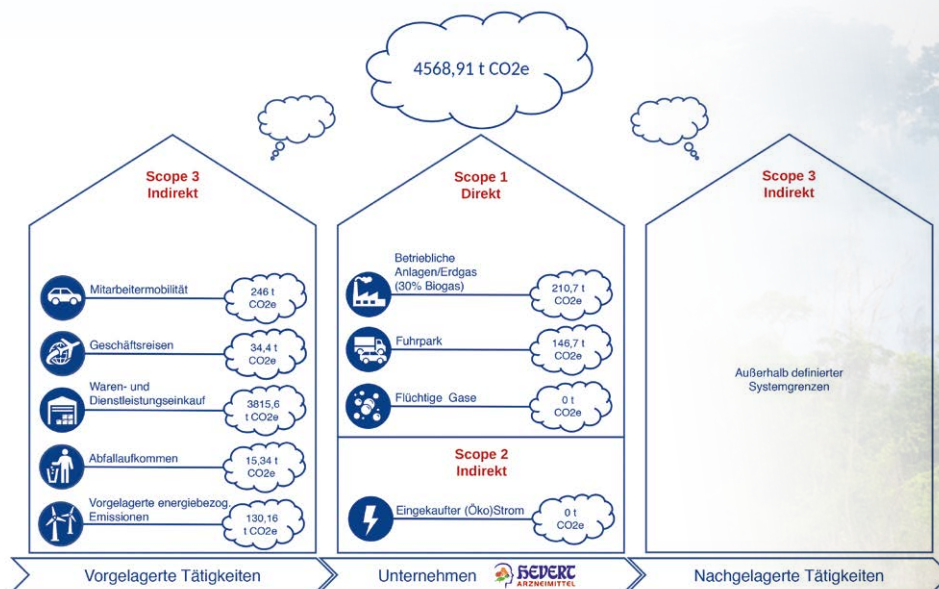 4568,91 t CO2e
Scope 3
Indirekt
Mitarbeitermobilität
246 t
CO2e
Geschäftsreisen
34,4 t
CO2e
Waren- und
Dienstleistungseinkauf
3815,6
t CO2e
Abfallaufkommen
15,34 t
CO2e
Vorgelagerte energiebezog.
Emissionen
130,16
t CO2e
Scope 1
Direkt
Betriebliche
Anlagen/Erdgas
(30% Biogas)
210,7 t
CO2e
Fuhrpark
146,7 t
CO2e
Flüchtige Gase
0 t
CO2e
Scope 2
Indirekt
Eingekaufter (Öko)Strom
0 t
CO2e
Scope 3
Indirekt
Außerhalb definierter
Systemgrenzen
Vorgelagerte Tätigkeiten
Unternehmen
HEVERT
ARZNEIMITTEL
Nachgelagerte Tätigkeiten